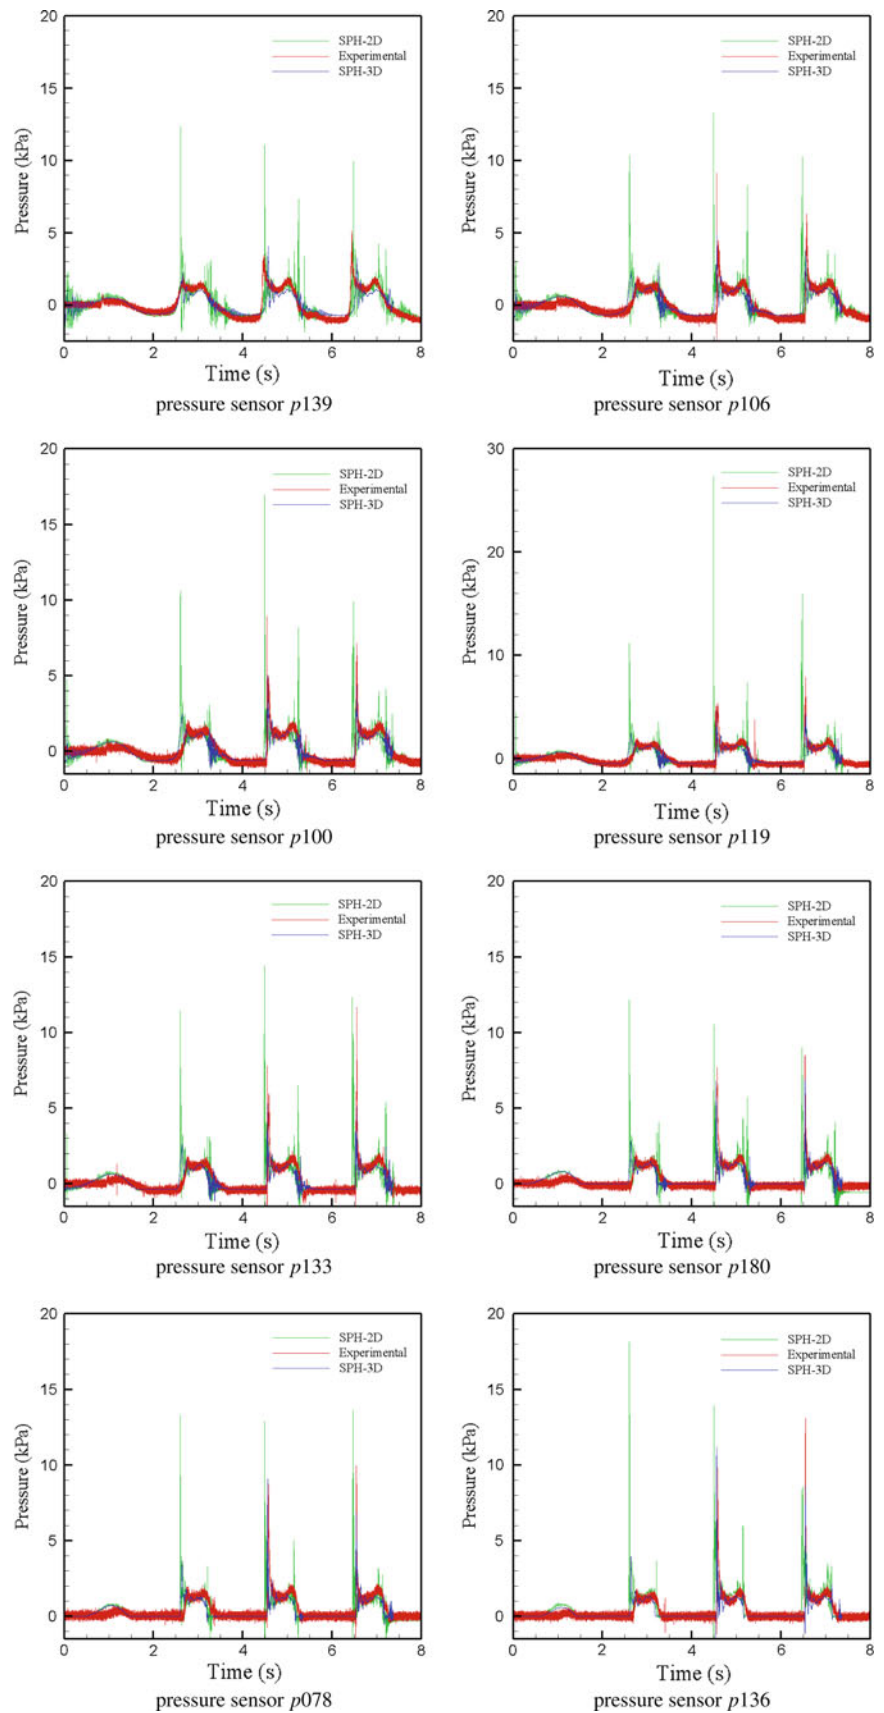 20
SPH-2D
Experimental
SPH-3D
15
10
5
0
Pressure (kPa)
0 2 4 6 8
Time (s)
pressure sensor p139
20
SPH-2D
Experimental
SPH-3D
15
10
5
0
Pressure (kPa)
0 2 4 6 8
Time (s)
pressure sensor p106
20
SPH-2D
Experimental
SPH-3D
15
10
5
0
Pressure (kPa)
0 2 4 6 8
Time (s)
pressure sensor p100
30
SPH-2D
Experimental
SPH-3D
20
10
0
Pressure (kPa)
0 2 4 6 8
Time (s)
pressure sensor p119
20
SPH-2D
Experimental
SPH-3D
15
10
5
0
Pressure (kPa)
0 2 4 6 8
Time (s)
pressure sensor p133
20
SPH-2D
Experimental
SPH-3D
15
10
5
0
Pressure (kPa)
0 2 4 6 8
Time (s)
pressure sensor p180
20
SPH-2D
Experimental
SPH-3D
15
10
5
0
Pressure (kPa)
0 2 4 6 8
Time (s)
pressure sensor p078
20
SPH-2D
Experimental
SPH-3D
15
10
5
0
Pressure (kPa)
0 2 4 6 8
Time (s)
pressure sensor p136